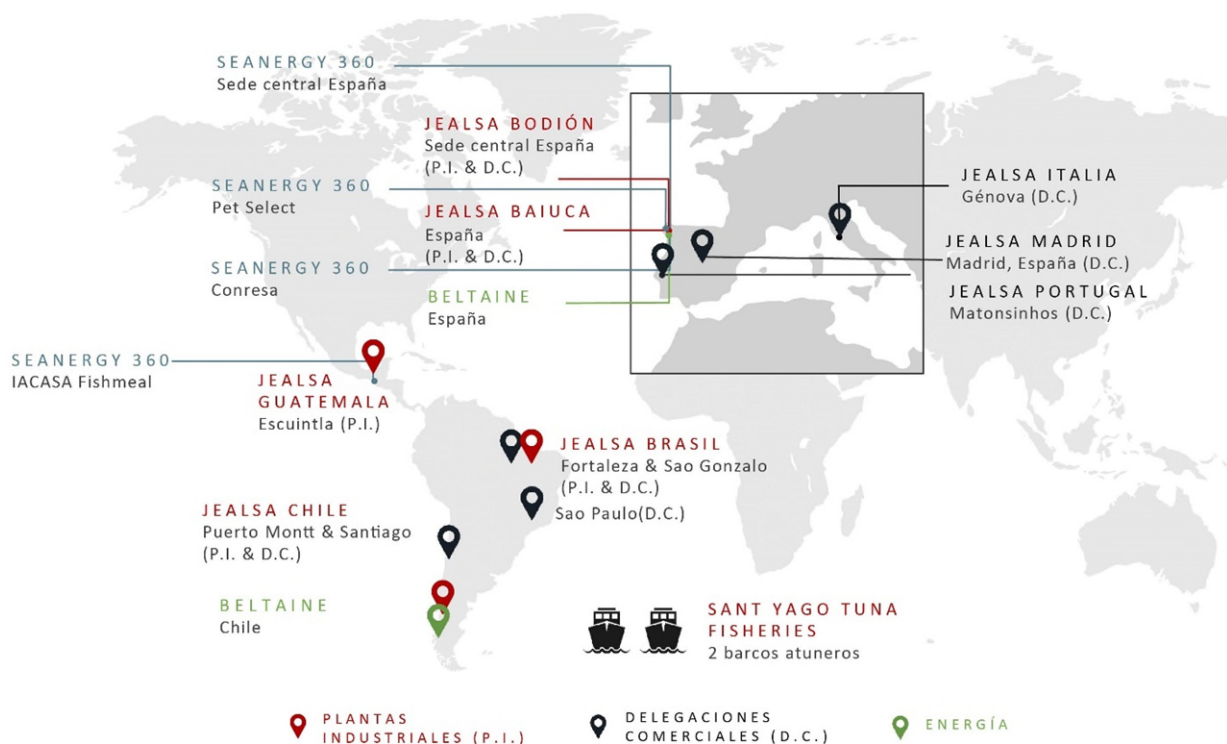 SEANERGY 360
Sede central España
JEALSA BODIÓN
Sede central España
(P.I. & D.C.)
SEANERGY 360
Pet Select
JEALSA BAIUCA
España
(P.I. & D.C.)
SEANERGY 360
Conresa
BELTAINE
España
JEALSA ITALIA
Génova (D.C.)
JEALSA MADRID
Madrid, España (D.C.)
JEALSA PORTUGAL
Matonsinhos (D.C.)
SEANERGY 360
IACASA Fishmeal
JEALSA
GUATEMALA
Escuintla (P.I.)
JEALSA BRASIL
Fortaleza & Sao Gonzalo
(P.I. & D.C.)
Sao Paulo(D.C.)
JEALSA CHILE
Puerto Montt & Santiago
(P.I. & D.C.)
BELTAINE
Chile
SANT YAGO TUNA
FISHERIES
2 barcos atuneros
PLANTAS
INDUSTRIALES (P.I.)
DELEGACIONES
COMERCIALES (D.C.)
ENERGÍA